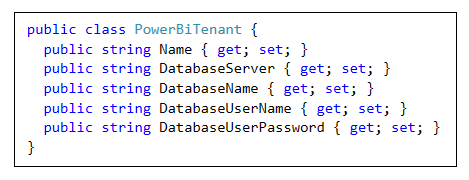 public class PowerBiTenant {
  public string Name { get; set; }
  public string DatabaseServer { get; set; }
  public string DatabaseName { get; set; }
  public string DatabaseUserName { get; set; }
  public string DatabaseUserPassword { get; set; }
}